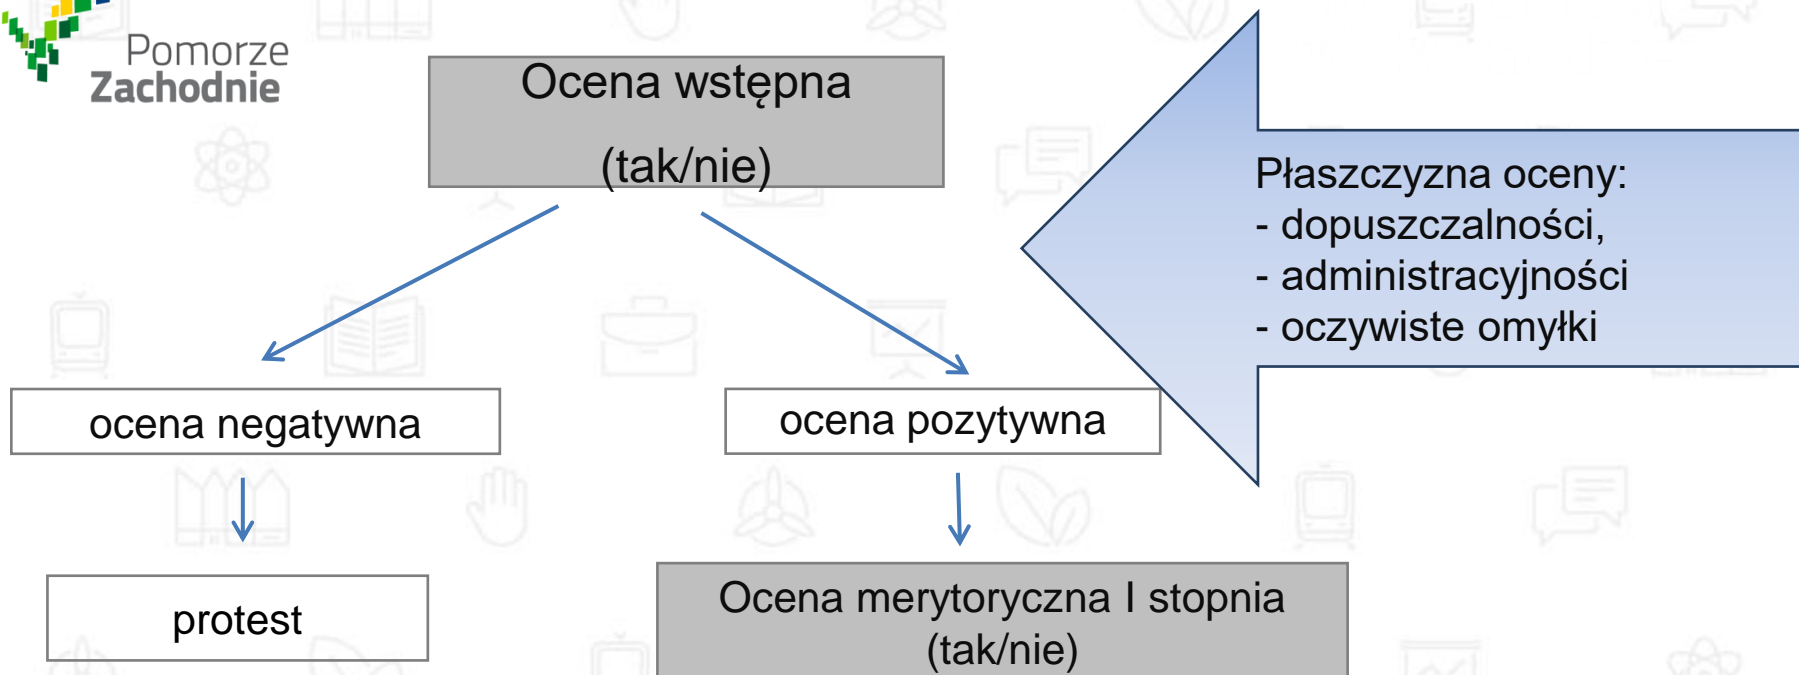 Pomorze
Zachodnie
Ocena wstępna
(tak/nie)
Płaszczyzna oceny:
- dopuszczalności,
- administracyjności
- oczywiste omyłki
ocena negatywna
ocena pozytywna
protest
Ocena merytoryczna I stopnia
(tak/nie)